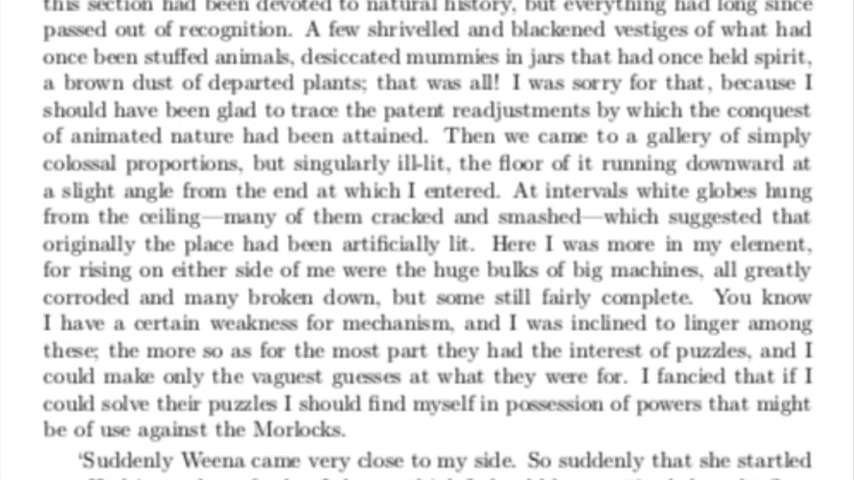 this section had been devoted to natural history, but everything had long since
passed out of recognition. A few shrivelled and blackened vestiges of what had
once been stuffed animals, desiccated mummies in jars that had once held spirit,
a brown dust of departed plants; that was all! I was sorry for that, because I
should have been glad to trace the patent readjustments by which the conquest
of animated nature had been attained. Then we came to a gallery of simply
colossal proportions, but singularly ill-lit, the floor of it running downward at
a slight angle from the end at which I entered. At intervals white globes hung
from the ceiling—many of them cracked and smashed—which suggested that
originally the place had been artificially lit. Here I was more in my element,
for rising on either side of me were the huge bulks of big machines, all greatly
corroded and many broken down, but some still fairly complete. You know
I have a certain weakness for mechanism, and I was inclined to linger among
these; the more so as for the most part they had the interest of puzzles, and I
could make only the vaguest guesses at what they were for. I fancied that if I
could solve their puzzles I should find myself in possession of powers that might
be of use against the Morlocks.
‘Suddenly Weena came very close to my side. So suddenly that she startled